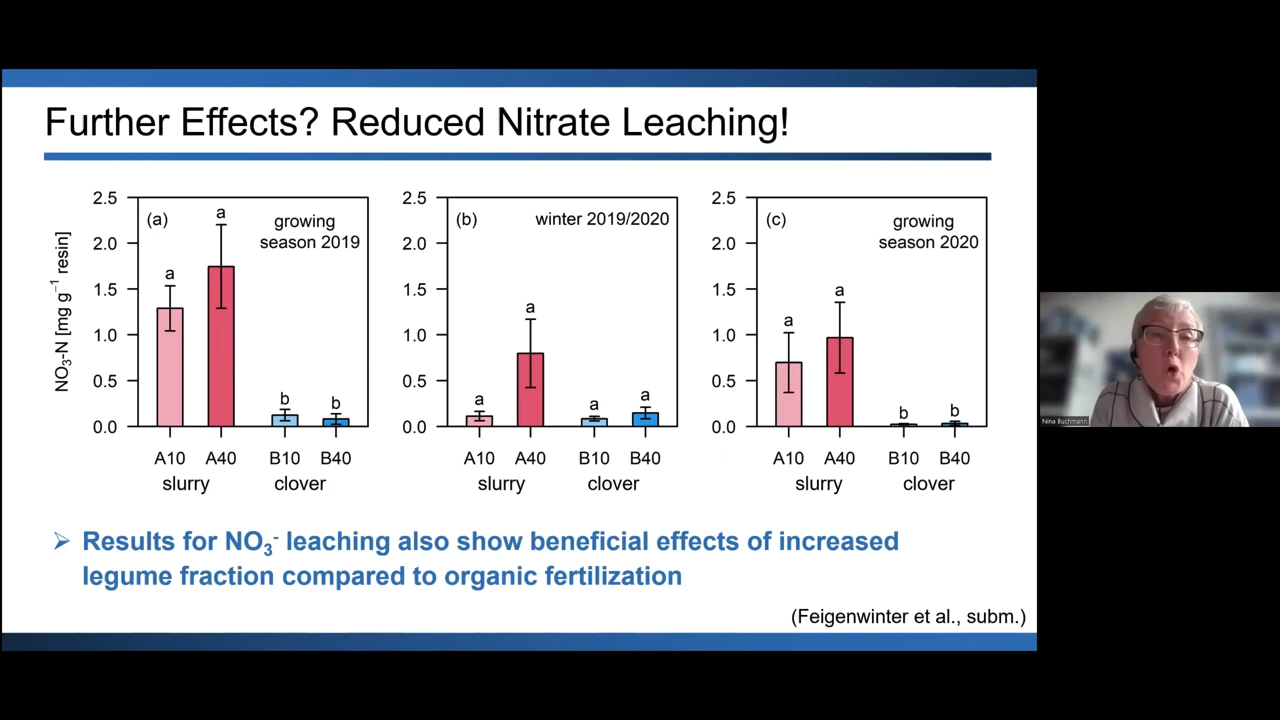 Further Effects? Reduced Nitrate Leaching!
NO₃-N [mg g⁻¹ resin]
2.5
2.0
1.5
1.0
0.5
0.0
(a)
growing
season 2019
a
a
b
b
A10
A40
B10
B40
slurry
clover
2.5
2.0
1.5
1.0
0.5
0.0
(b)
winter 2019/2020
a
a
a
a
A10
A40
B10
B40
slurry
clover
2.5
2.0
1.5
1.0
0.5
0.0
(c)
growing
season 2020
a
a
b
b
A10
A40
B10
B40
slurry
clover
➢ Results for NO₃⁻ leaching also show beneficial effects of increased
legume fraction compared to organic fertilization
(Feigenwinter et al., subm.)
Nina Buchmann